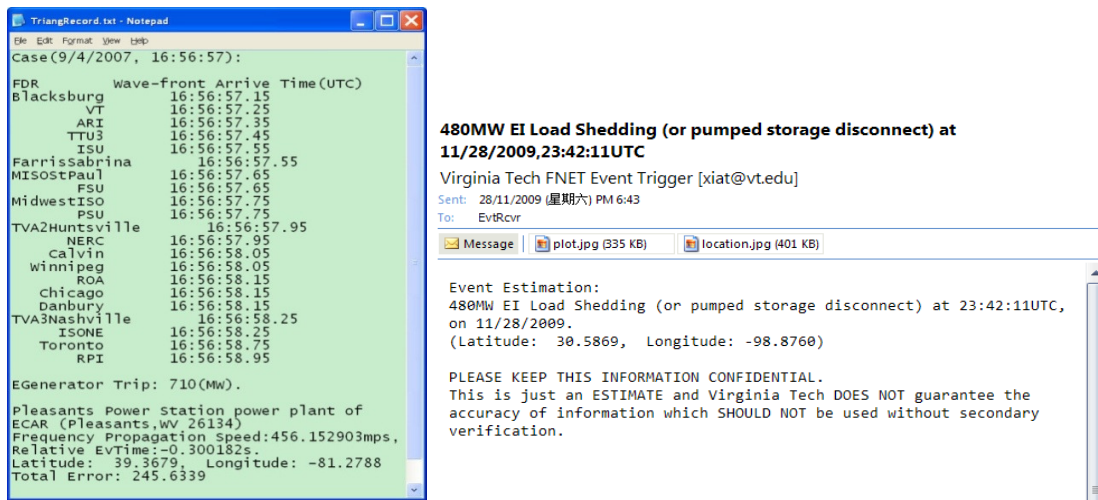 TriangRecord.txt - Notepad
File Edit Format View Help
Case(9/4/2007, 16:56:57):
FDR Wave-front Arrive Time(UTC)
Blacksburg 16:56:57.15
VT 16:56:57.25
ARI 16:56:57.35
TTU3 16:56:57.45
ISU 16:56:57.55
FarrisSabrina 16:56:57.55
MISOStPaul 16:56:57.65
FSU 16:56:57.65
MidwestISO 16:56:57.75
PSU 16:56:57.75
TVA2Huntsville 16:56:57.95
NERC 16:56:57.95
Calvin 16:56:58.05
Winnipeg 16:56:58.05
ROA 16:56:58.15
Chicago 16:56:58.15
Danbury 16:56:58.15
TVA3Nashville 16:56:58.25
ISONE 16:56:58.25
Toronto 16:56:58.75
RPI 16:56:58.95
EGenerator Trip: 710(MW).
Pleasants Power Station power plant of
ECAR (Pleasants,WV 26134)
Frequency Propagation Speed:456.152903mps,
Relative EvTime:-0.300182s.
Latitude: 39.3679, Longitude: -81.2788
Total Error: 245.6339
480MW EI Load Shedding (or pumped storage disconnect) at
11/28/2009,23:42:11UTC
Virginia Tech FNET Event Trigger [xiat@vt.edu]
Sent: 28/11/2009 (星期六) PM 6:43
To: EvtRcvr
Message plot.jpg (335 KB) location.jpg (401 KB)
Event Estimation:
480MW EI Load Shedding (or pumped storage disconnect) at 23:42:11UTC,
on 11/28/2009.
(Latitude: 30.5869, Longitude: -98.8760)
PLEASE KEEP THIS INFORMATION CONFIDENTIAL.
This is just an ESTIMATE and Virginia Tech DOES NOT guarantee the
accuracy of information which SHOULD NOT be used without secondary
verification.